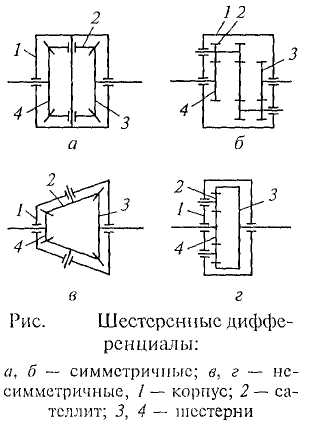 1 2 1 2
3
4 3 4
а б
2 2
1 3 1 3
4 4
в г
Рис. Шестеренные диффе-
ренциалы:
а, б — симметричные; в, г — не-
симметричные, 1 — корпус; 2 — са-
теллит; 3, 4 — шестерни